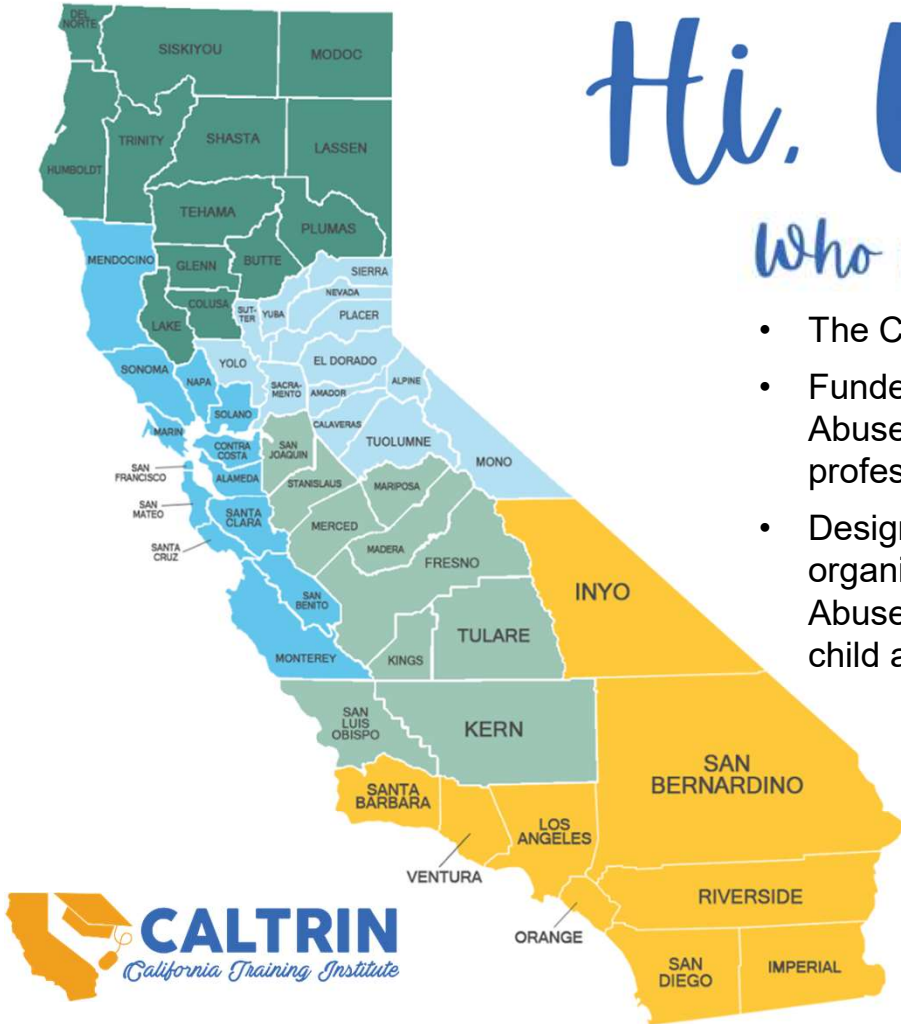 Hi.
Who
• The C
• Funde
Abuse
profes
• Design
organi
Abuse
child a
DEL
NORTE
SISKIYOU
MODOC
HUMBOLDT
TRINITY
SHASTA
LASSEN
TEHAMA
PLUMAS
MENDOCINO
GLENN
BUTTE
SIERRA
NEVADA
COLUSA
SUT-
TER
YUBA
PLACER
LAKE
YOLO
EL DORADO
SONOMA
NAPA
SACRA-
MENTO
AMADOR
ALPINE
SOLANO
CALAVERAS
MARIN
CONTRA
COSTA
SAN
JOAQUIN
TUOLUMNE
MONO
SAN
FRANCISCO
ALAMEDA
STANISLAUS
MARIPOSA
SAN
MATEO
SANTA
CLARA
MERCED
MADERA
SANTA
CRUZ
FRESNO
INYO
SAN
BENITO
TULARE
MONTEREY
KINGS
SAN
LUIS
OBISPO
KERN
SANTA
BARBARA
SAN
BERNARDINO
VENTURA
LOS
ANGELES
ORANGE
RIVERSIDE
SAN
DIEGO
IMPERIAL
CALTRIN
California Training Institute